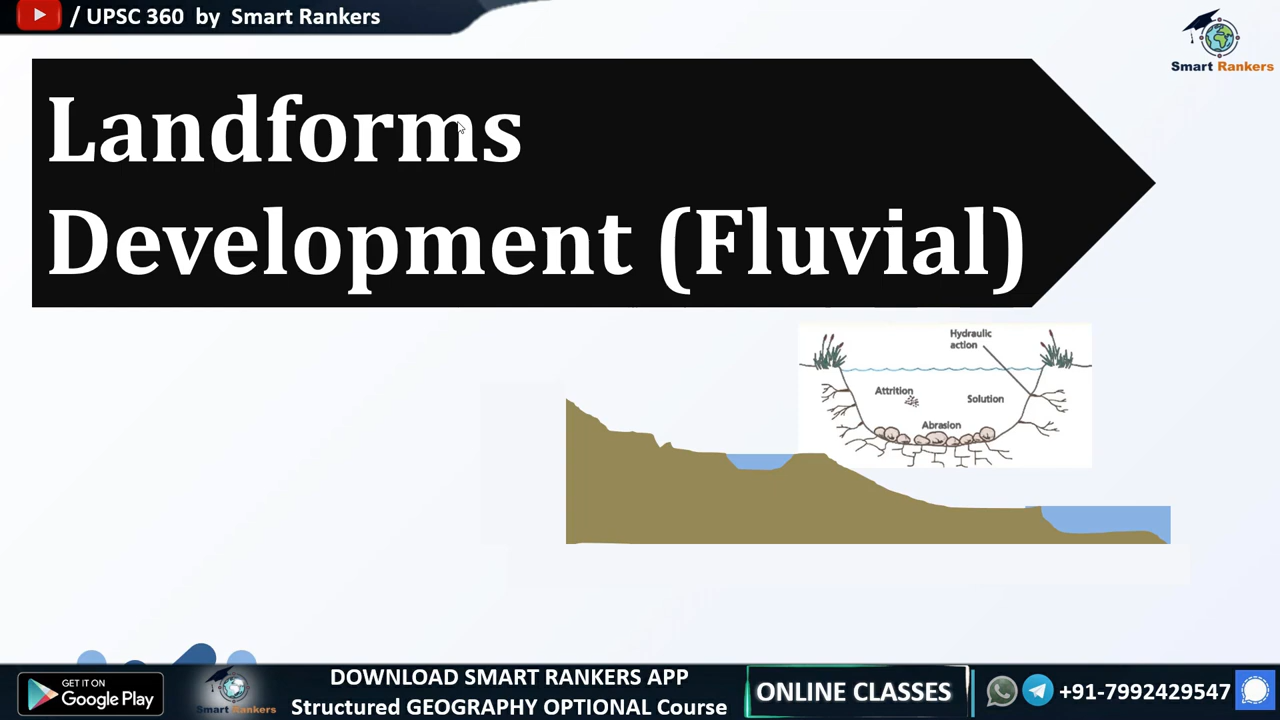 / UPSC 360 by Smart Rankers
Smart Rankers
Landforms
Development (Fluvial)
Hydraulic
action
Attrition
Solution
Abrasion
GET IT ON
Google Play
Smart Rankers
DOWNLOAD SMART RANKERS APP
Structured GEOGRAPHY OPTIONAL Course
ONLINE CLASSES
+91-7992429547